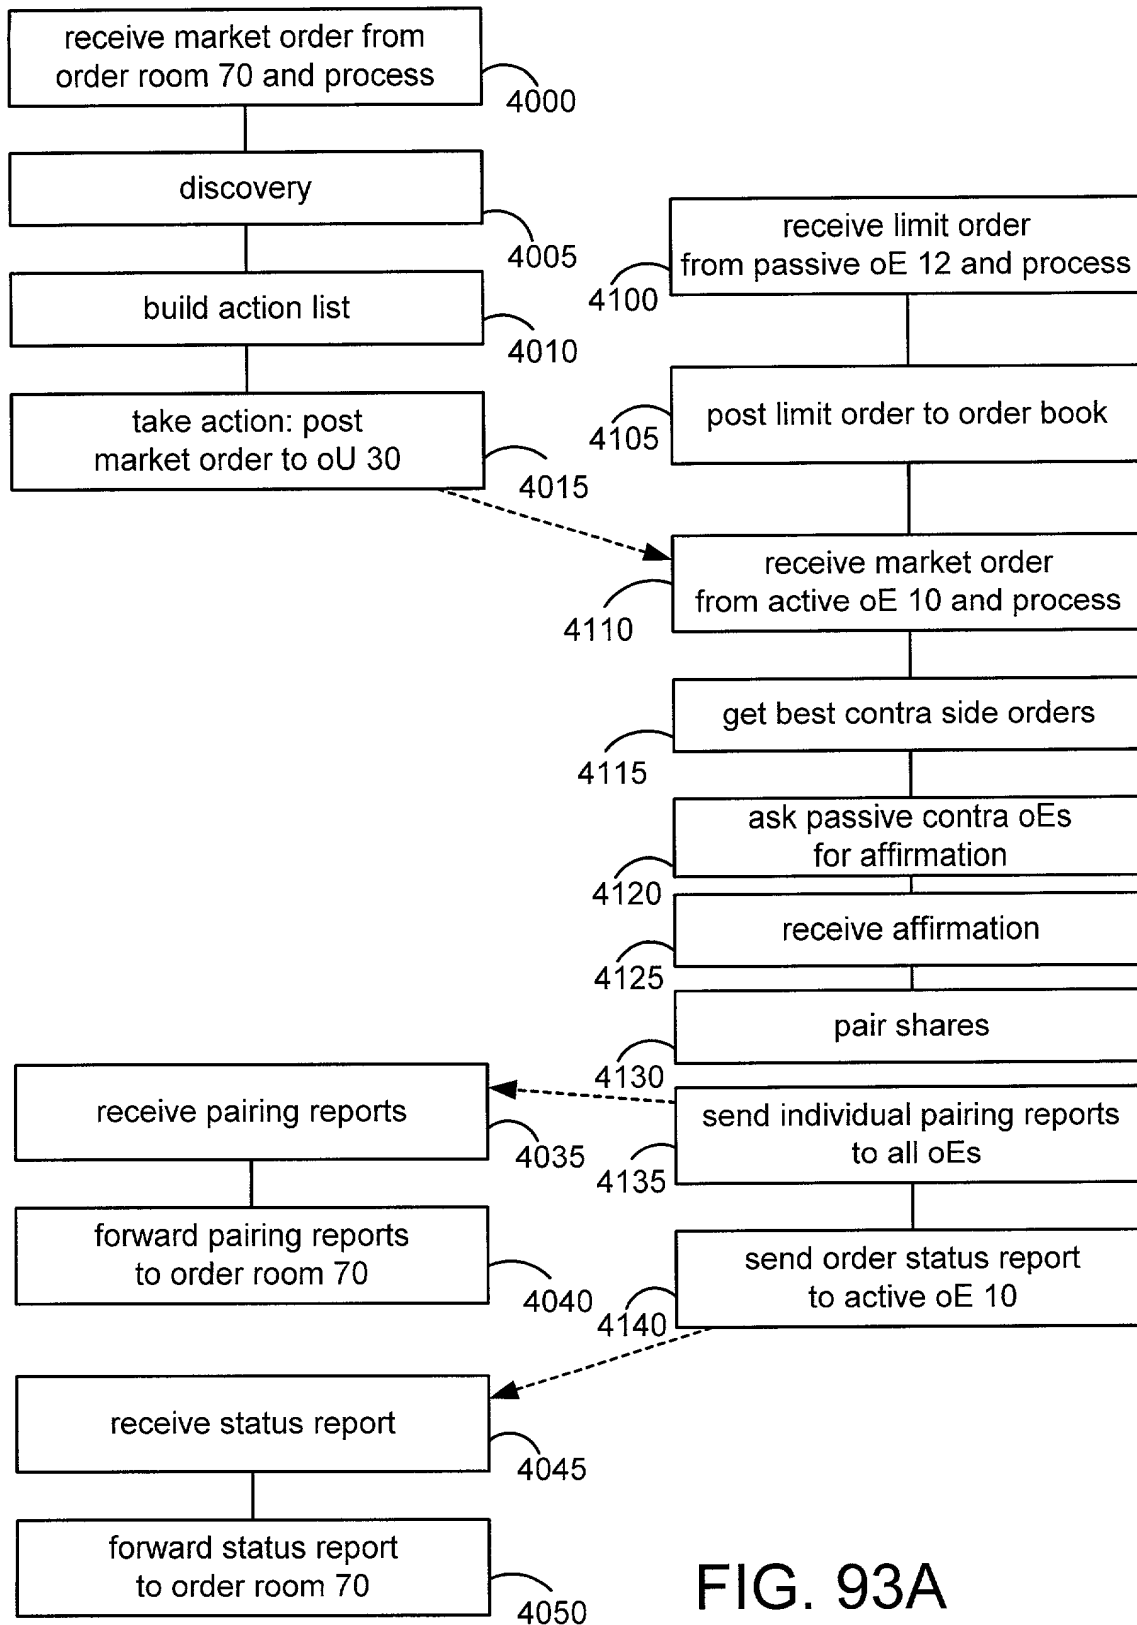 receive market order from
order room 70 and process
4000
discovery
4005
build action list
4010
take action: post
market order to oU 30
4015
receive limit order
from passive oE 12 and process
4100
post limit order to order book
4105
receive market order
from active oE 10 and process
4110
get best contra side orders
4115
ask passive contra oEs
for affirmation
4120
receive affirmation
4125
pair shares
4130
send individual pairing reports
to all oEs
4135
send order status report
to active oE 10
4140
receive pairing reports
4035
forward pairing reports
to order room 70
4040
receive status report
4045
forward status report
to order room 70
4050
FIG. 93A